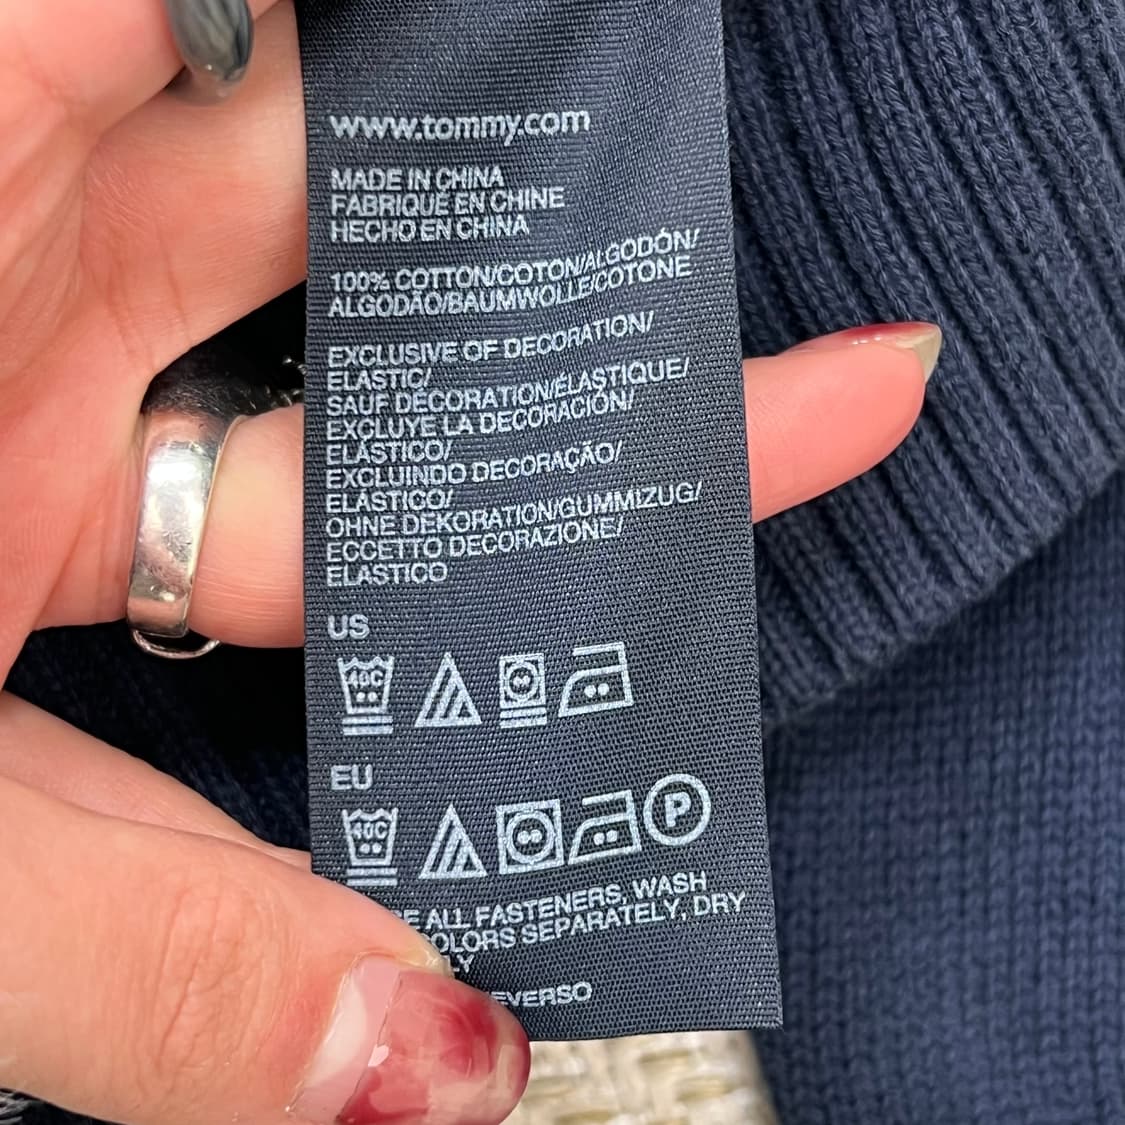 www.tommy.com
MADE IN CHINA
FABRIQUÉ EN CHINE
HECHO EN CHINA
100% COTTON/COTON/ALGODÓN/
ALGODÃO/BAUMWOLLE/COTONE
EXCLUSIVE OF DECORATION/
ELASTIC/
SAUF DÉCORATION/ÉLASTIQUE/
EXCLUYE LA DECORACIÓN/
ELÁSTICO/
EXCLUINDO DECORAÇÃO/
ELÁSTICO/
OHNE DEKORATION/GUMMIZUG/
ECCETTO DECORAZIONE/
ELASTICO
US
40C
EU
40C P
ALL FASTENERS, WASH
SEPARATELY, DRY